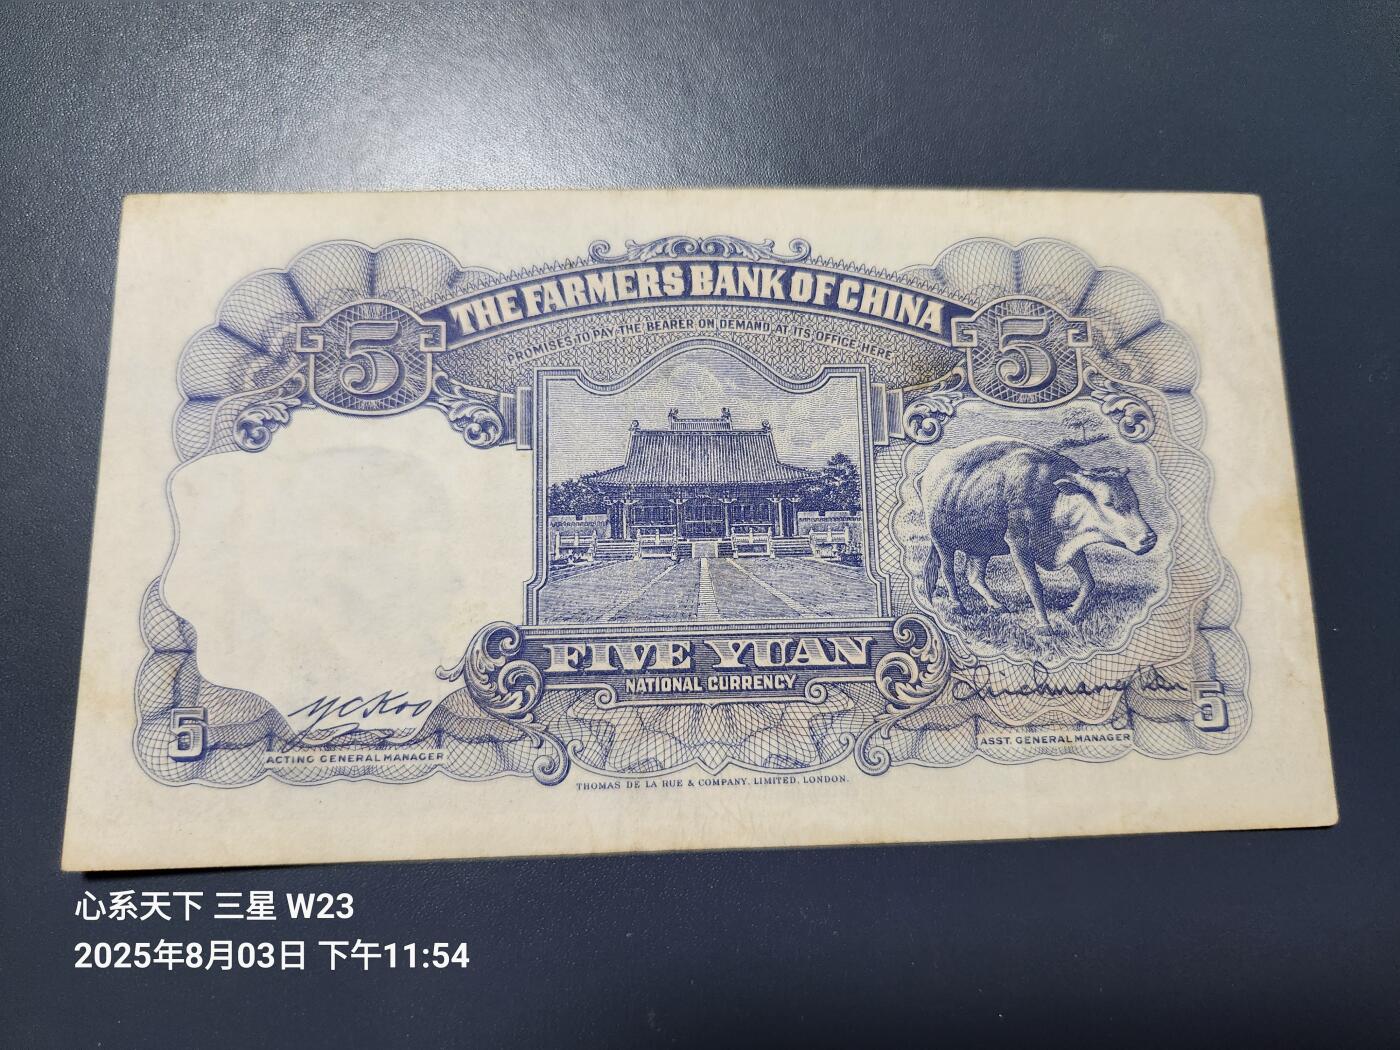 THE FARMERS BANK OF CHINA
PROMISES TO PAY THE BEARER ON DEMAND AT ITS OFFICE HERE
5
5
FIVE YUAN
NATIONAL CURRENCY
Y C Koo
5
5
ACTING GENERAL MANAGER
ASST. GENERAL MANAGER
THOMAS DE LA RUE & COMPANY, LIMITED, LONDON.
心系天下 三星 W23
2025年8月03日 下午11:54